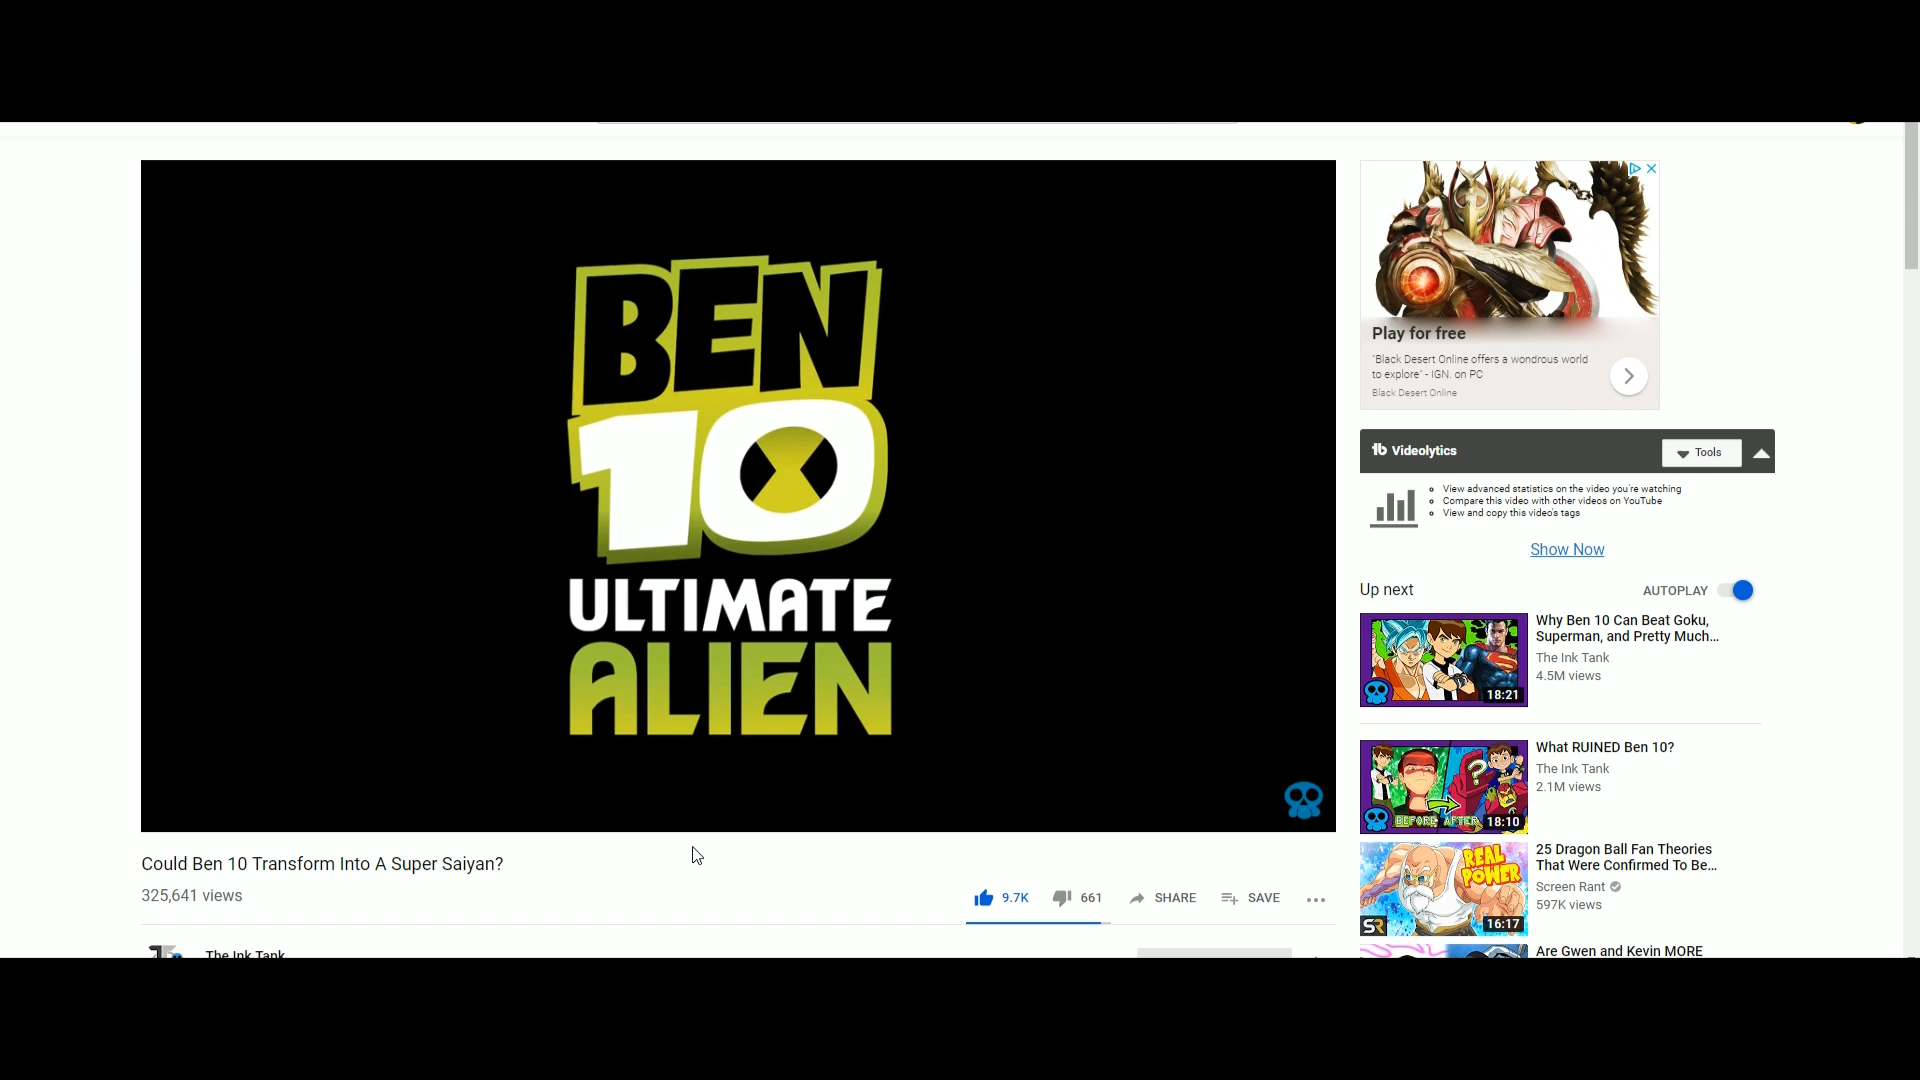 BEN
10
ULTIMATE
ALIEN
Could Ben 10 Transform Into A Super Saiyan?
325,641 views
9.7K
661
SHARE
SAVE
The Ink Tank
Play for free
"Black Desert Online offers a wondrous world
to explore" - IGN. on PC
Black Desert Online
tb Videolytics
Tools
View advanced statistics on the video you're watching
Compare this video with other videos on YouTube
View and copy this video's tags
Show Now
Up next
AUTOPLAY
18:21
Why Ben 10 Can Beat Goku,
Superman, and Pretty Much...
The Ink Tank
4.5M views
BEFORE AFTER
18:10
What RUINED Ben 10?
The Ink Tank
2.1M views
REAL
POWER
SR
16:17
25 Dragon Ball Fan Theories
That Were Confirmed To Be...
Screen Rant
597K views
Are Gwen and Kevin MORE